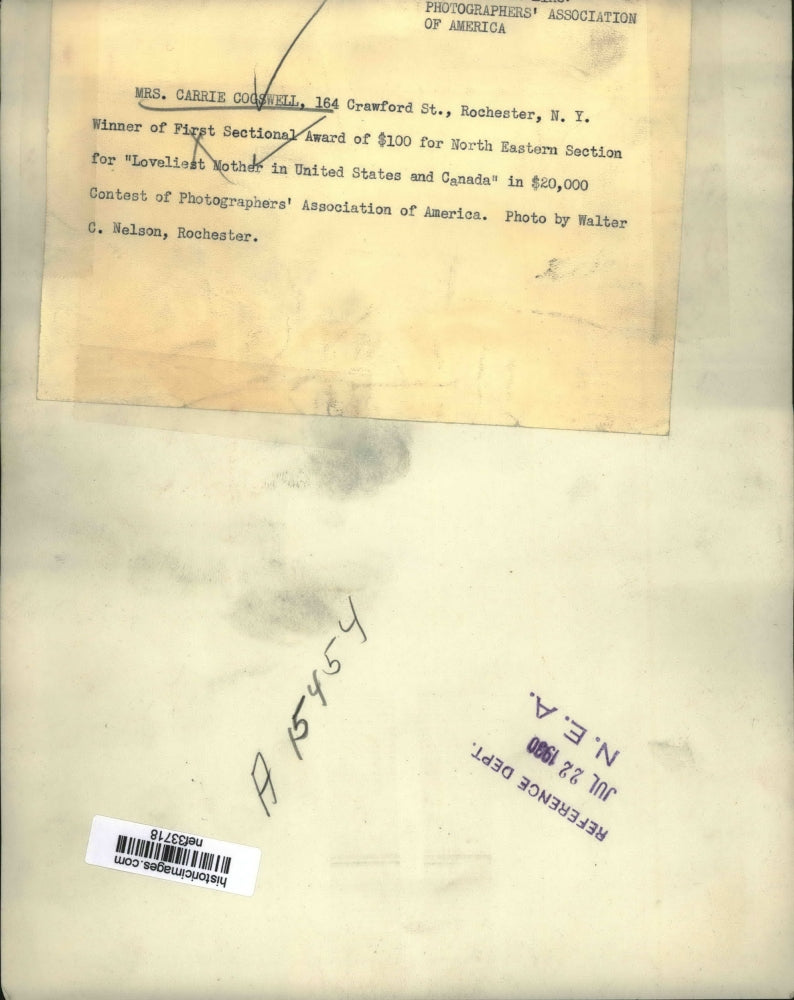 PHOTOGRAPHERS' ASSOCIATION
OF AMERICA
MRS. CARRIE COGSWELL, 164 Crawford St., Rochester, N. Y.
Winner of First Sectional Award of $100 for North Eastern Section
for "Loveliest Mother in United States and Canada" in $20,000
Contest of Photographers' Association of America. Photo by Walter
C. Nelson, Rochester.
A 15454
REFERENCE DEPT.
JUL 22 1930
N. E. A.
historicimages.com
nef33718